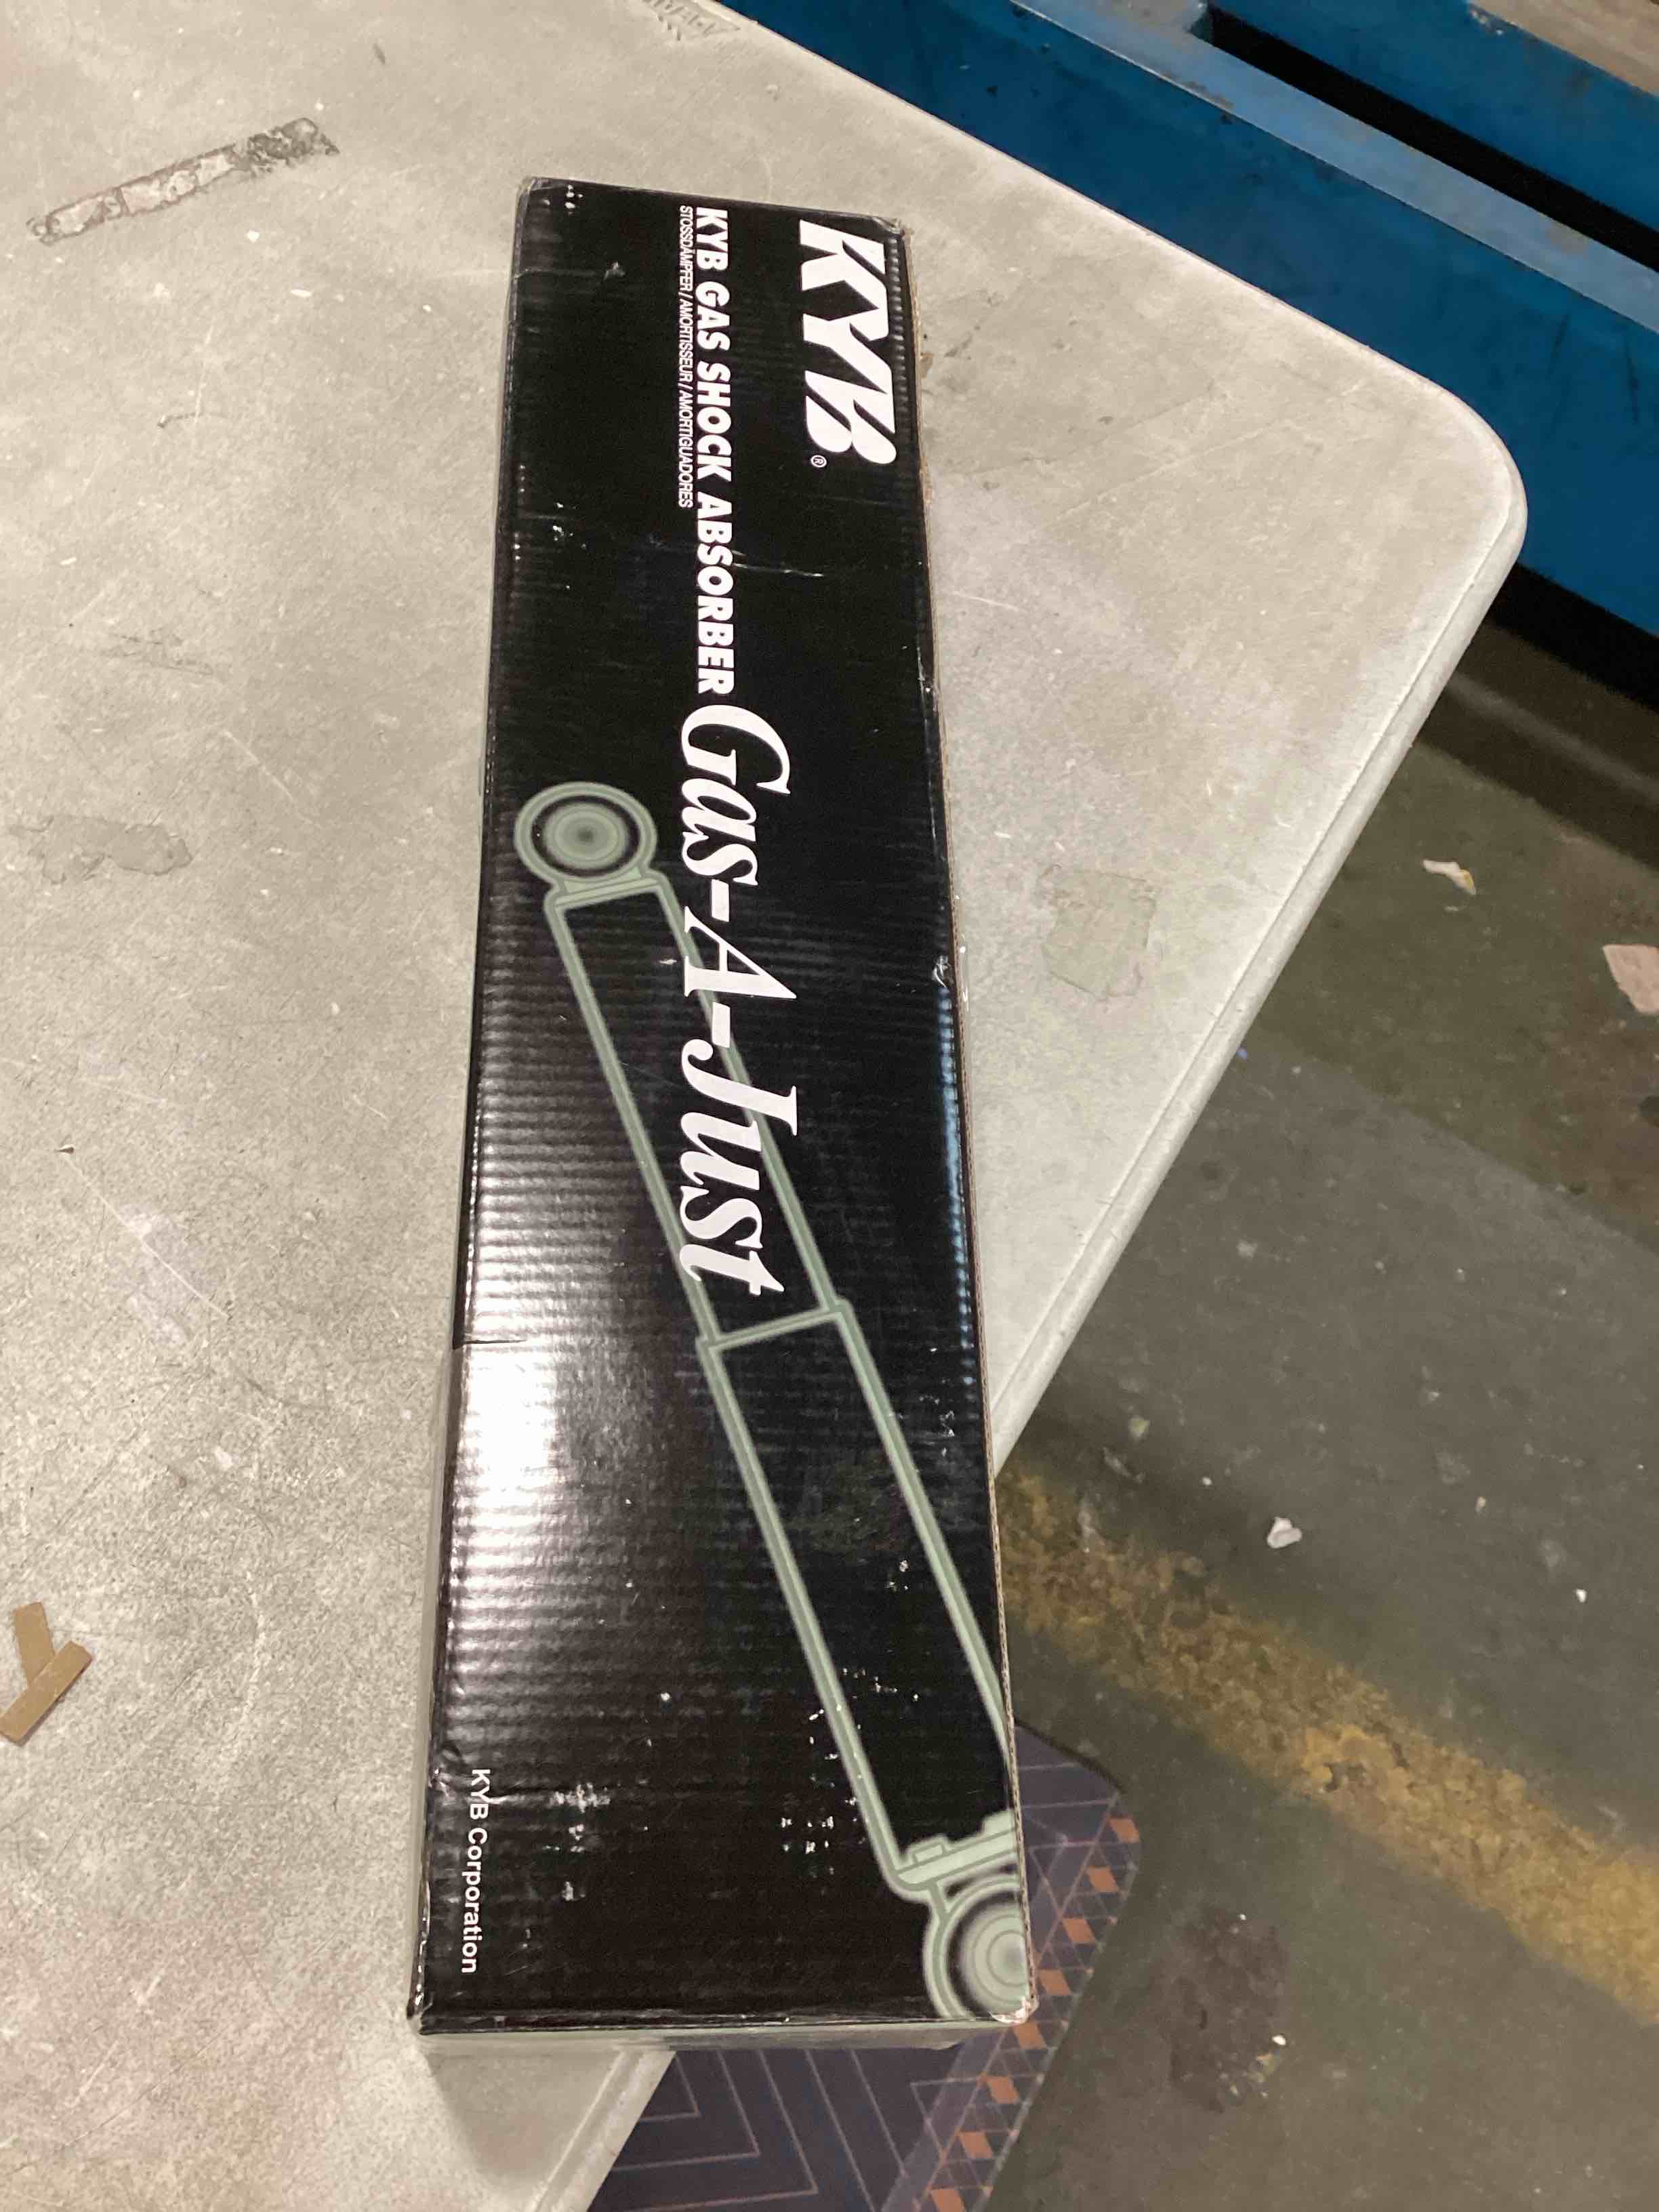 KYB®
KYB GAS SHOCK ABSORBER Gas-A-Just
STOSSDÄMPFER / AMORTISSEUR / AMORTIGUADORES
KYB Corporation